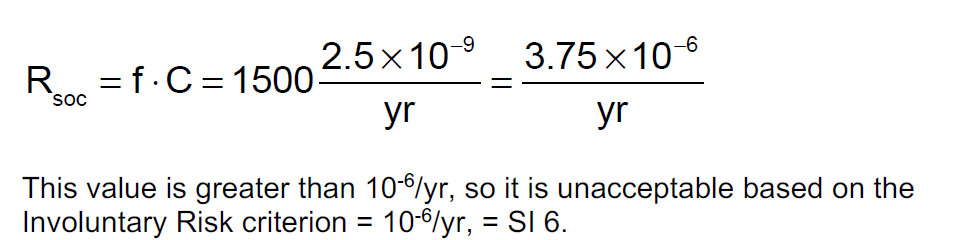 R_soc = f · C = 1500 2.5×10⁻⁹/yr = 3.75×10⁻⁶/yr
This value is greater than 10⁻⁶/yr, so it is unacceptable based on the
Involuntary Risk criterion = 10⁻⁶/yr, = SI 6.